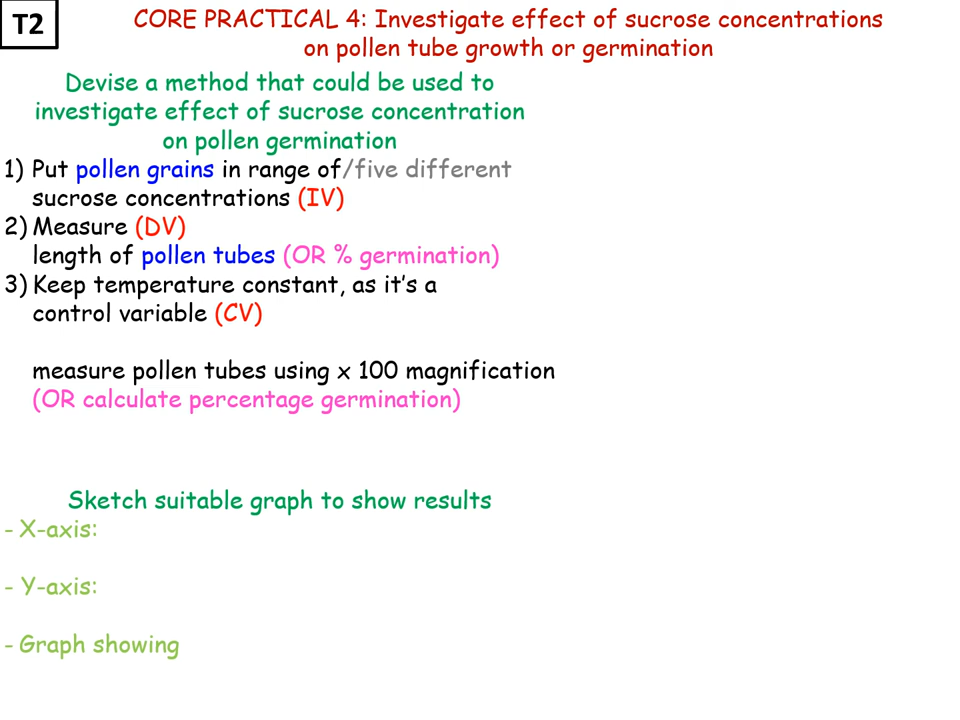 T2
CORE PRACTICAL 4: Investigate effect of sucrose concentrations
on pollen tube growth or germination
Devise a method that could be used to
investigate effect of sucrose concentration
on pollen germination
1) Put pollen grains in range of/five different
sucrose concentrations (IV)
2) Measure (DV)
length of pollen tubes (OR % germination)
3) Keep temperature constant, as it's a
control variable (CV)
measure pollen tubes using x 100 magnification
(OR calculate percentage germination)
Sketch suitable graph to show results
- X-axis:
- Y-axis:
- Graph showing